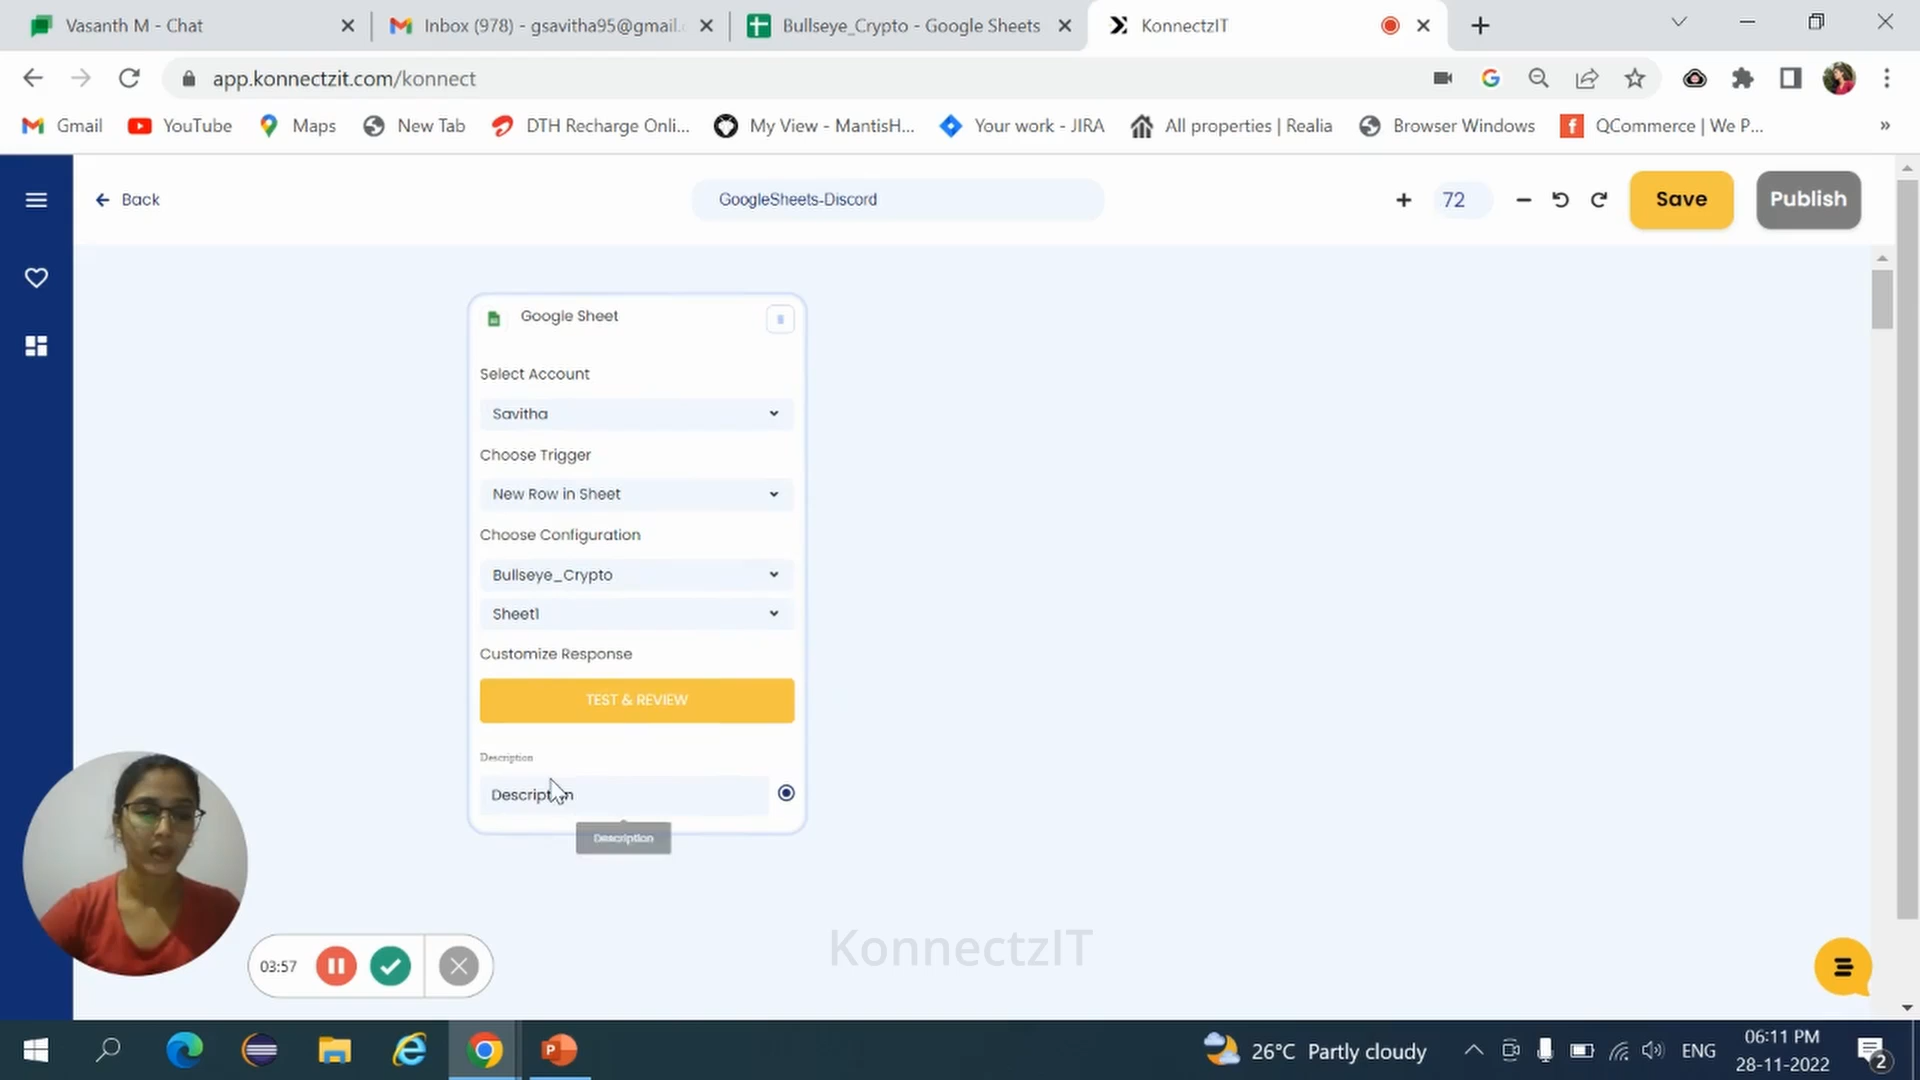 Vasanth M - Chat
Inbox (978) - gsavitha95@gmail.
Bullseye_Crypto - Google Sheets
KonnectzIT
app.konnectzit.com/konnect
Gmail
YouTube
Maps
New Tab
DTH Recharge Onli...
My View - MantisH...
Your work - JIRA
All properties | Realia
Browser Windows
QCommerce | We P...
»
Back
GoogleSheets-Discord
72
Save
Publish
Google Sheet
Select Account
Savitha
Choose Trigger
New Row in Sheet
Choose Configuration
Bullseye_Crypto
Sheet1
Customize Response
TEST & REVIEW
Description
Description
Description
03:57
KonnectzIT
26°C Partly cloudy
ENG
06:11 PM
28-11-2022
2